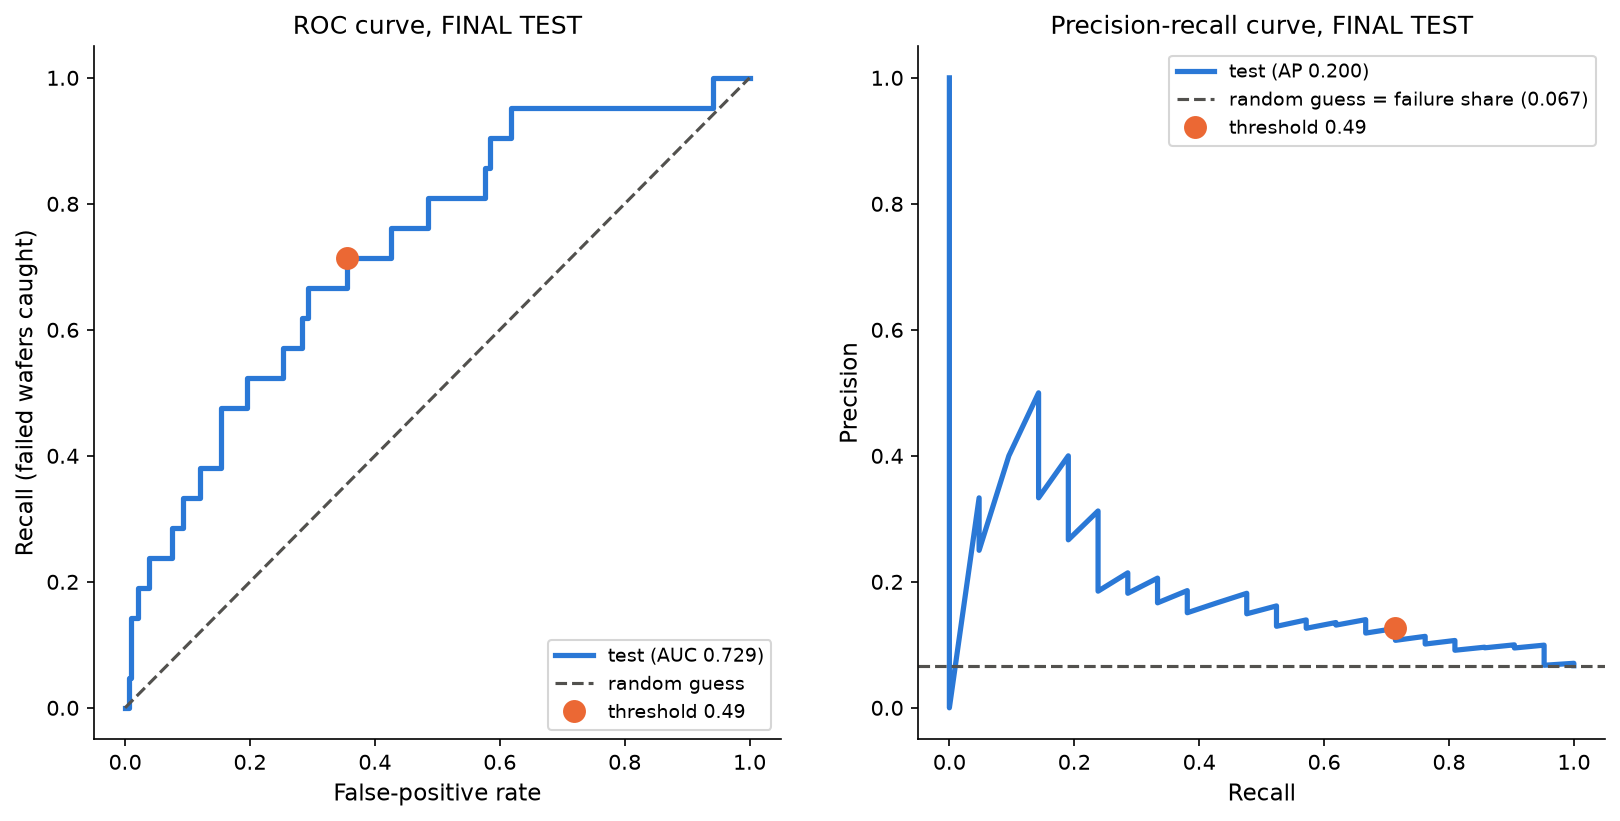 ROC curve, FINAL TEST
1.0
0.8
0.6
0.4
0.2
0.0
Recall (failed wafers caught)
test (AUC 0.729)
random guess
threshold 0.49
0.0 0.2 0.4 0.6 0.8 1.0
False-positive rate
Precision-recall curve, FINAL TEST
test (AP 0.200)
random guess = failure share (0.067)
threshold 0.49
1.0
0.8
0.6
0.4
0.2
0.0
Precision
0.0 0.2 0.4 0.6 0.8 1.0
Recall